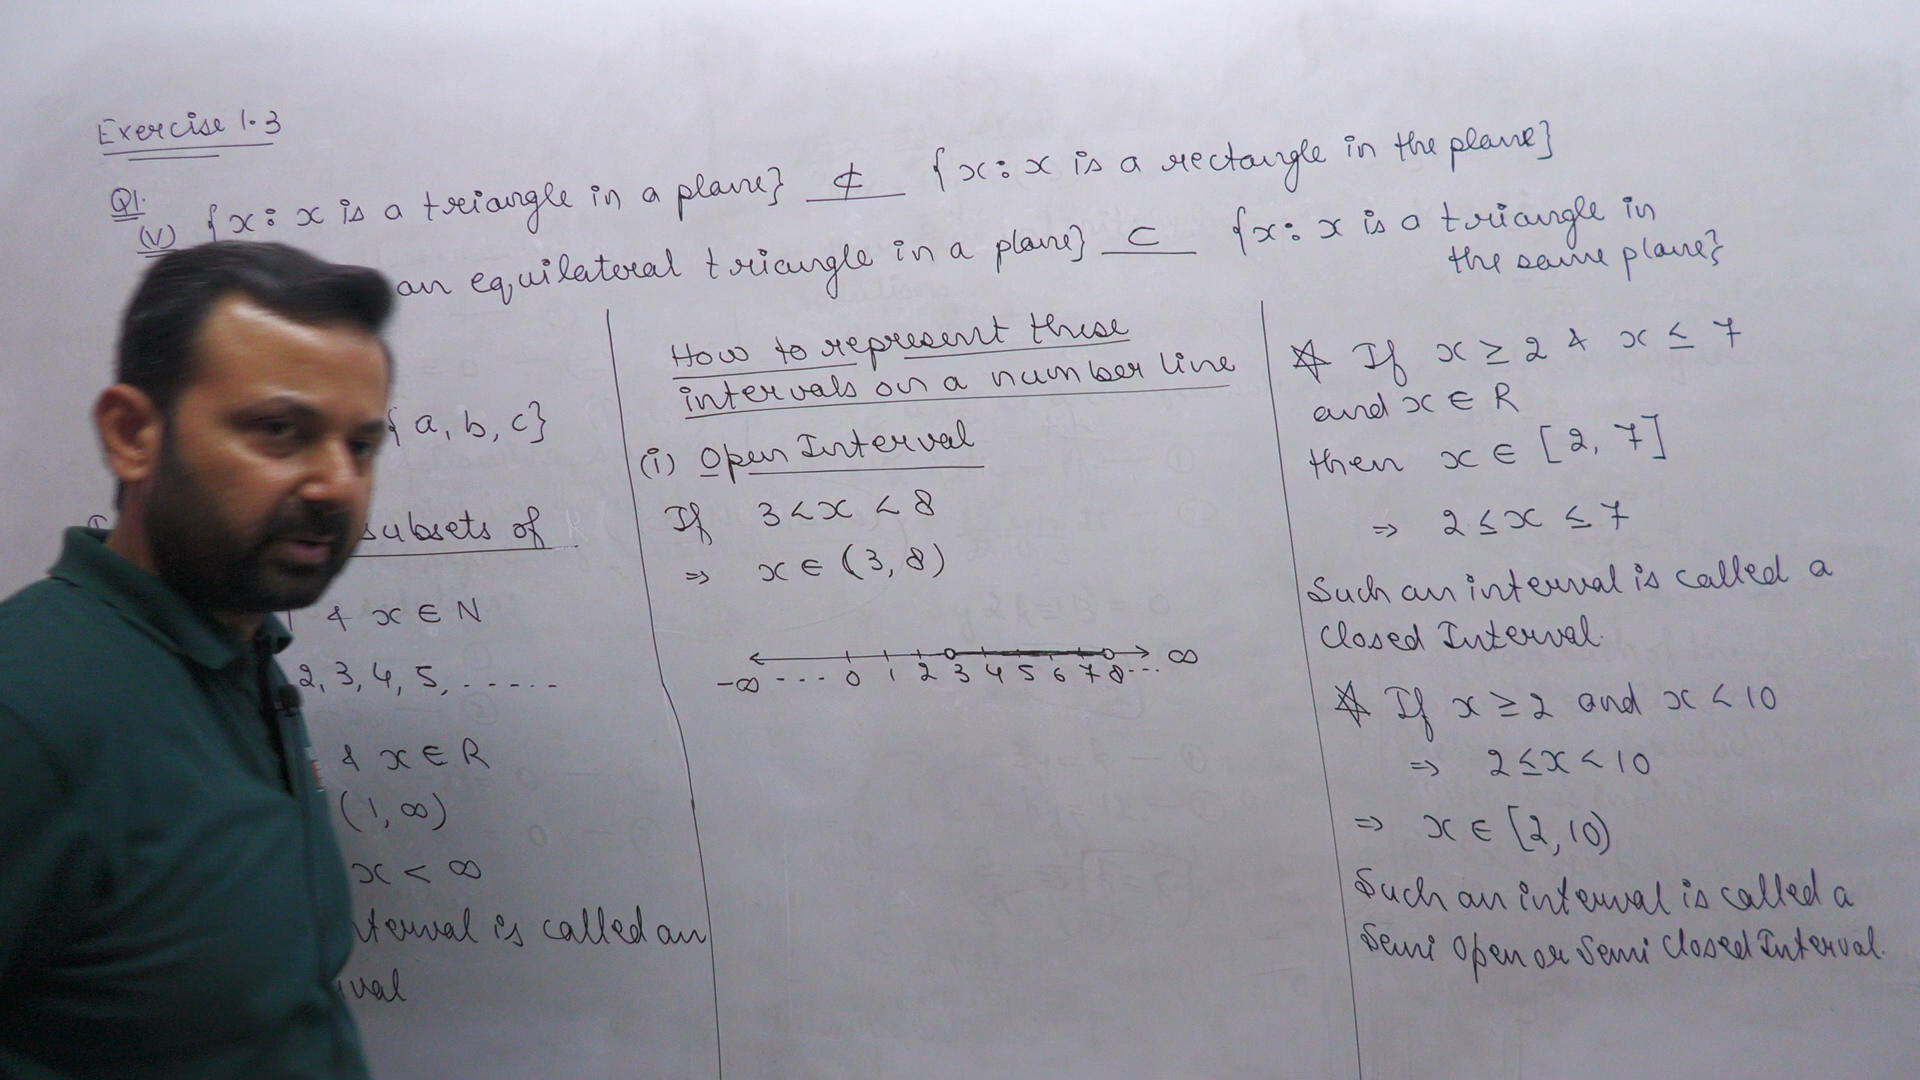 Exercise 1.3
Q1.
(v) {x: x is a triangle in a plane} ⊄ {x: x is a rectangle in the plane}
an equilateral triangle in a plane} ⊂ {x: x is a triangle in
the same plane}
{a, b, c}
subsets of
& x ∈ N
2, 3, 4, 5, .....
& x ∈ R
(1, ∞)
x < ∞
interval is called an
How to represent these
intervals on a number line
(i) Open Interval
If 3 < x < 8
⇒ x ∈ (3, 8)
-∞ ... 0 1 2 3 4 5 6 7 8 ... ∞
☆ If x ≥ 2 & x ≤ 7
and x ∈ R
then x ∈ [2, 7]
⇒ 2 ≤ x ≤ 7
Such an interval is called a
Closed Interval.
☆ If x ≥ 2 and x < 10
⇒ 2 ≤ x < 10
⇒ x ∈ [2, 10)
Such an interval is called a
Semi Open or Semi Closed Interval.